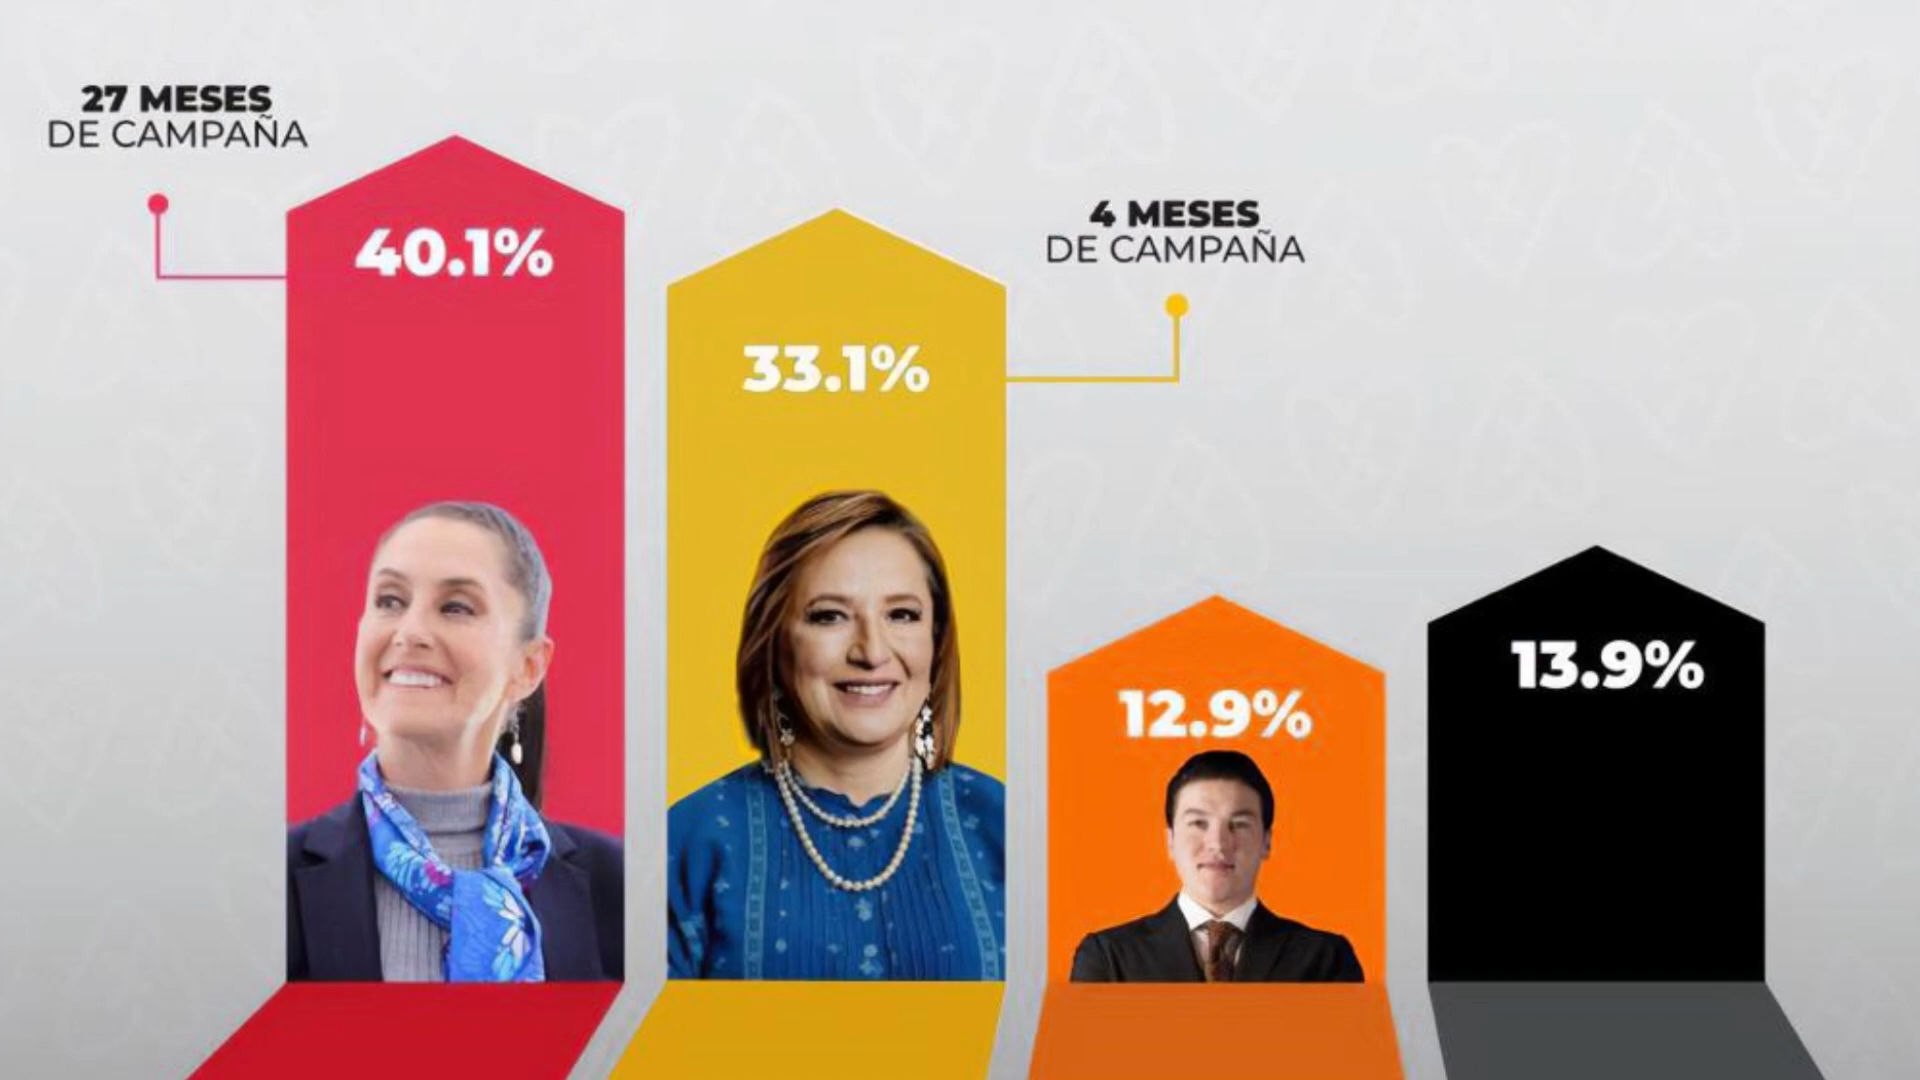 27 MESES
DE CAMPAÑA
40.1%
4 MESES
DE CAMPAÑA
33.1%
12.9%
13.9%